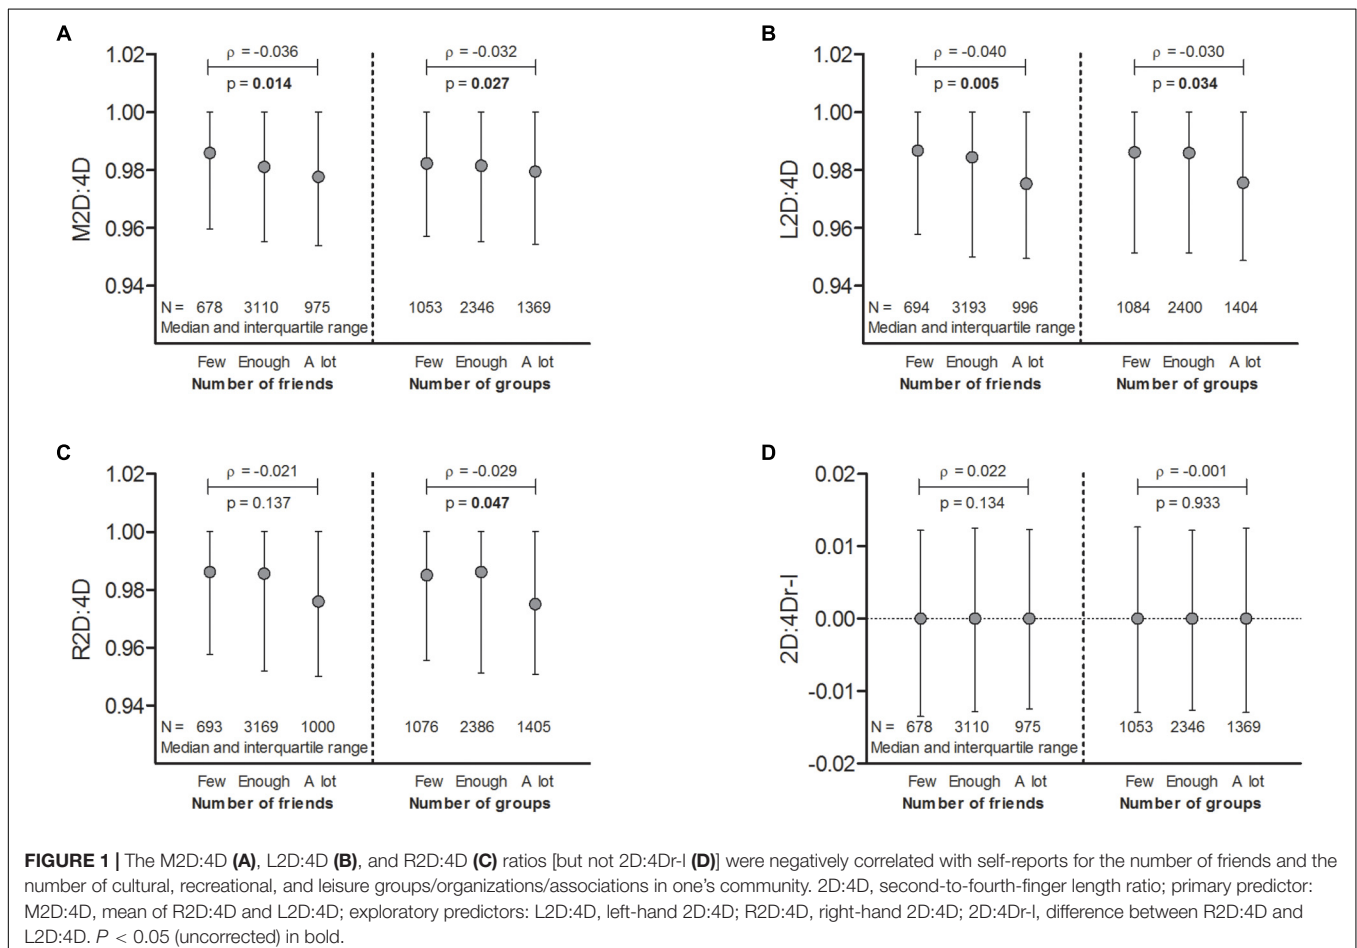 A
ρ = -0.036 ρ = -0.032
p = 0.014 p = 0.027
M2D:4D
1.02
1.00
0.98
0.96
0.94
N = 678 3110 975 1053 2346 1369
Median and interquartile range
Few Enough A lot Few Enough A lot
Number of friends Number of groups
B
ρ = -0.040 ρ = -0.030
p = 0.005 p = 0.034
L2D:4D
1.02
1.00
0.98
0.96
0.94
N = 694 3193 996 1084 2400 1404
Median and interquartile range
Few Enough A lot Few Enough A lot
Number of friends Number of groups
C
ρ = -0.021 ρ = -0.029
p = 0.137 p = 0.047
R2D:4D
1.02
1.00
0.98
0.96
0.94
N = 693 3169 1000 1076 2386 1405
Median and interquartile range
Few Enough A lot Few Enough A lot
Number of friends Number of groups
D
ρ = 0.022 ρ = -0.001
p = 0.134 p = 0.933
2D:4Dr-l
0.02
0.01
0.00
-0.01
-0.02
N = 678 3110 975 1053 2346 1369
Median and interquartile range
Few Enough A lot Few Enough A lot
Number of friends Number of groups
FIGURE 1 | The M2D:4D (A), L2D:4D (B), and R2D:4D (C) ratios [but not 2D:4Dr-l (D)] were negatively correlated with self-reports for the number of friends and the
number of cultural, recreational, and leisure groups/organizations/associations in one's community. 2D:4D, second-to-fourth-finger length ratio; primary predictor:
M2D:4D, mean of R2D:4D and L2D:4D; exploratory predictors: L2D:4D, left-hand 2D:4D; R2D:4D, right-hand 2D:4D; 2D:4Dr-l, difference between R2D:4D and
L2D:4D. P < 0.05 (uncorrected) in bold.